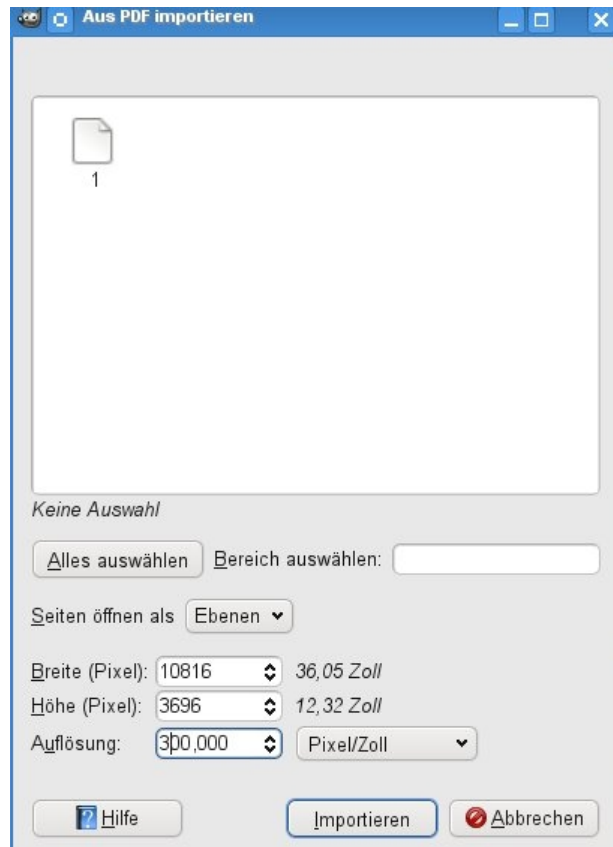 Aus PDF importieren
1
Keine Auswahl
Alles auswählen Bereich auswählen:
Seiten öffnen als Ebenen
Breite (Pixel): 10816 36,05 Zoll
Höhe (Pixel): 3696 12,32 Zoll
Auflösung: 300,000 Pixel/Zoll
Hilfe Importieren Abbrechen